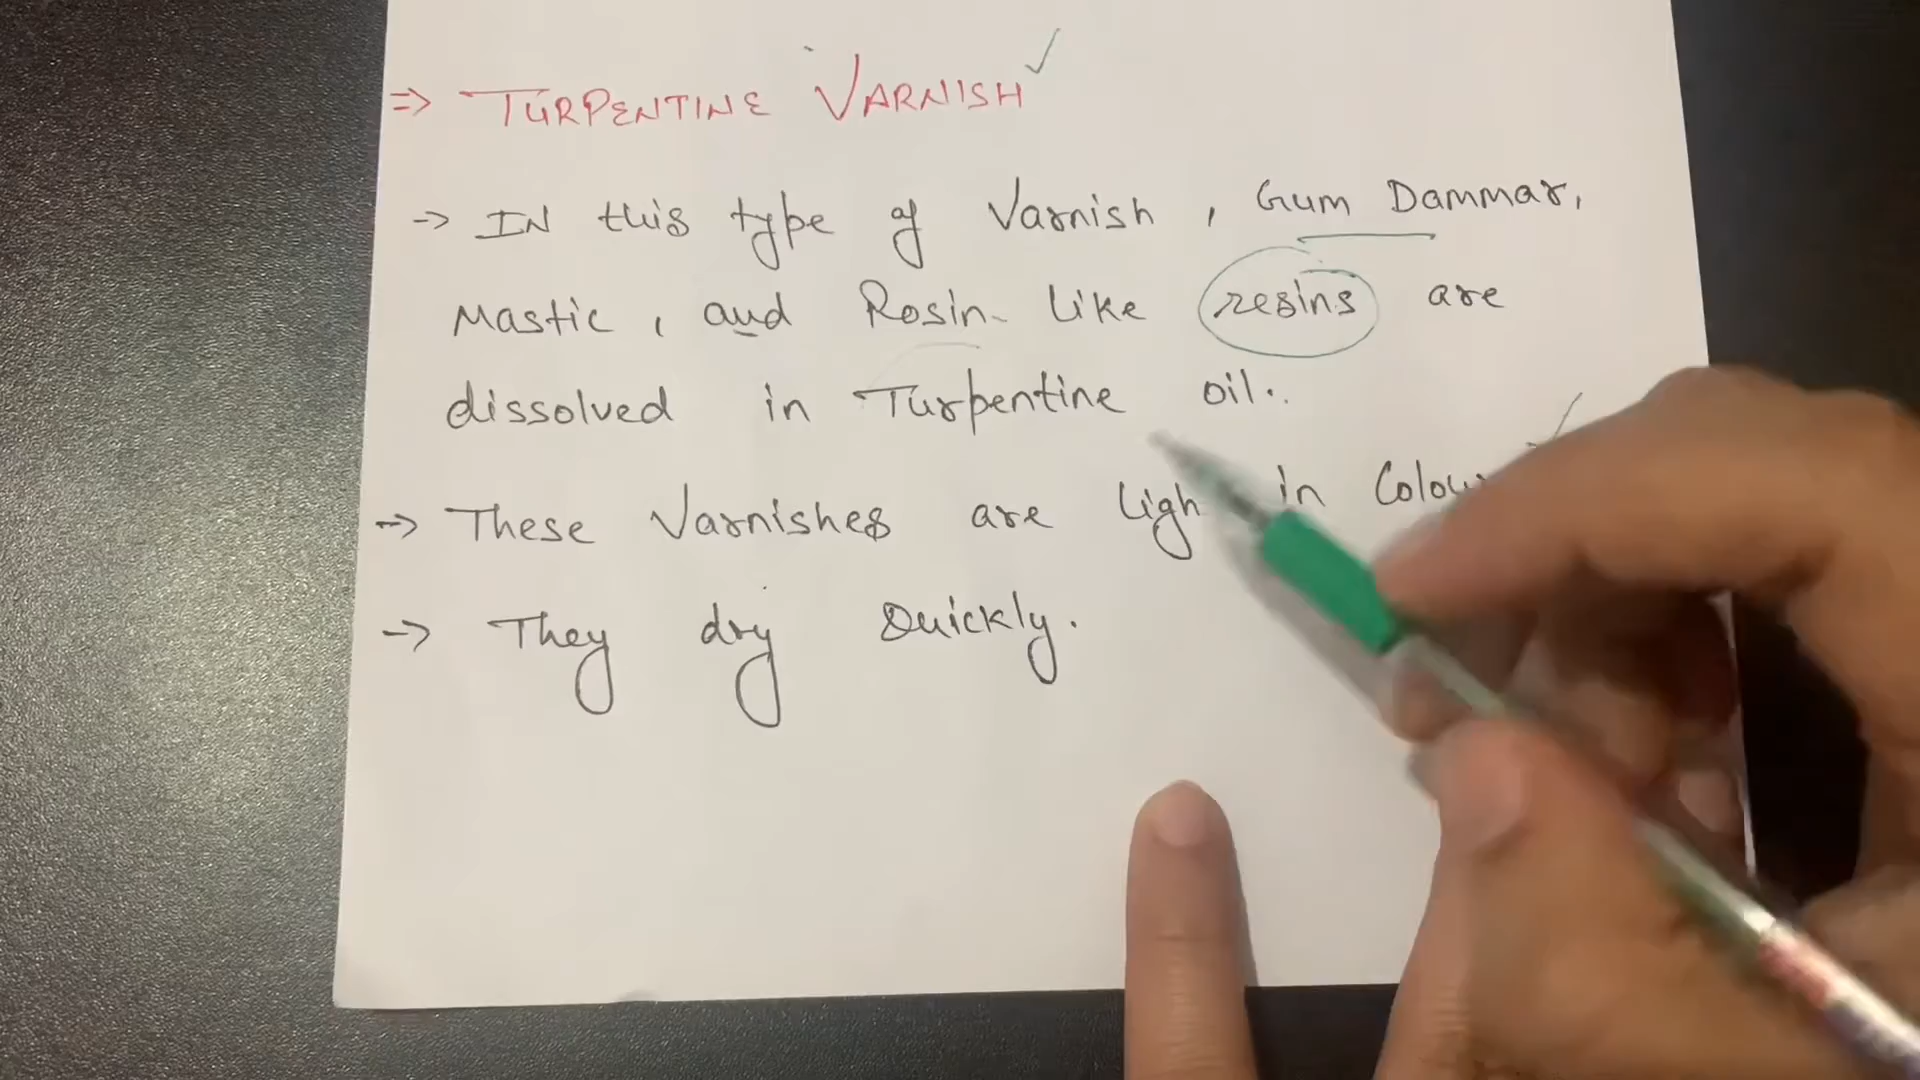 => TURPENTINE VARNISH ✓
-> IN this type of Varnish , Gum Dammar,
Mastic , and Rosin like resins are
dissolved in Turpentine oil.
-> These Varnishes are in
-> They dry Quickly.